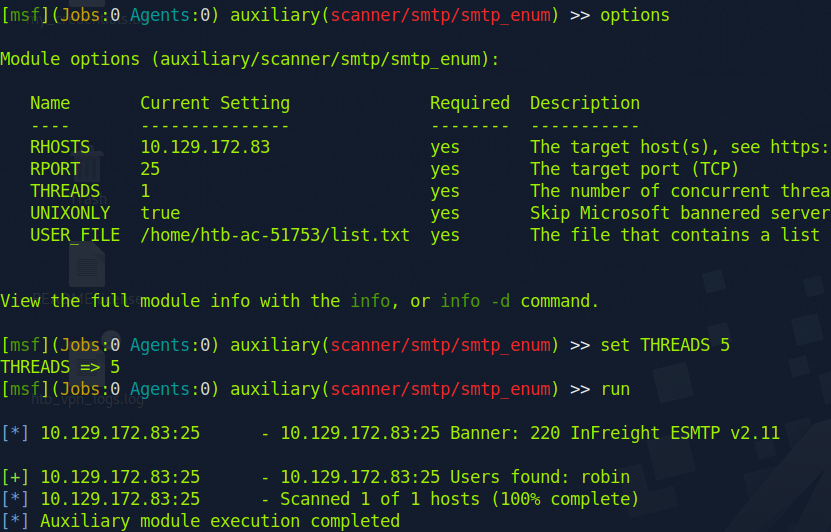 [msf](Jobs:0 Agents:0) auxiliary(scanner/smtp/smtp_enum) >> options
Module options (auxiliary/scanner/smtp/smtp_enum):
Name Current Setting Required Description
---- --------------- -------- -----------
RHOSTS 10.129.172.83 yes The target host(s), see https:
RPORT 25 yes The target port (TCP)
THREADS 1 yes The number of concurrent threa
UNIXONLY true yes Skip Microsoft bannered server
USER_FILE /home/htb-ac-51753/list.txt yes The file that contains a list
View the full module info with the info, or info -d command.
[msf](Jobs:0 Agents:0) auxiliary(scanner/smtp/smtp_enum) >> set THREADS 5
THREADS => 5
[msf](Jobs:0 Agents:0) auxiliary(scanner/smtp/smtp_enum) >> run
htb_vpn_logs.log
[*] 10.129.172.83:25 - 10.129.172.83:25 Banner: 220 InFreight ESMTP v2.11
[+] 10.129.172.83:25 - 10.129.172.83:25 Users found: robin
[*] 10.129.172.83:25 - Scanned 1 of 1 hosts (100% complete)
[*] Auxiliary module execution completed